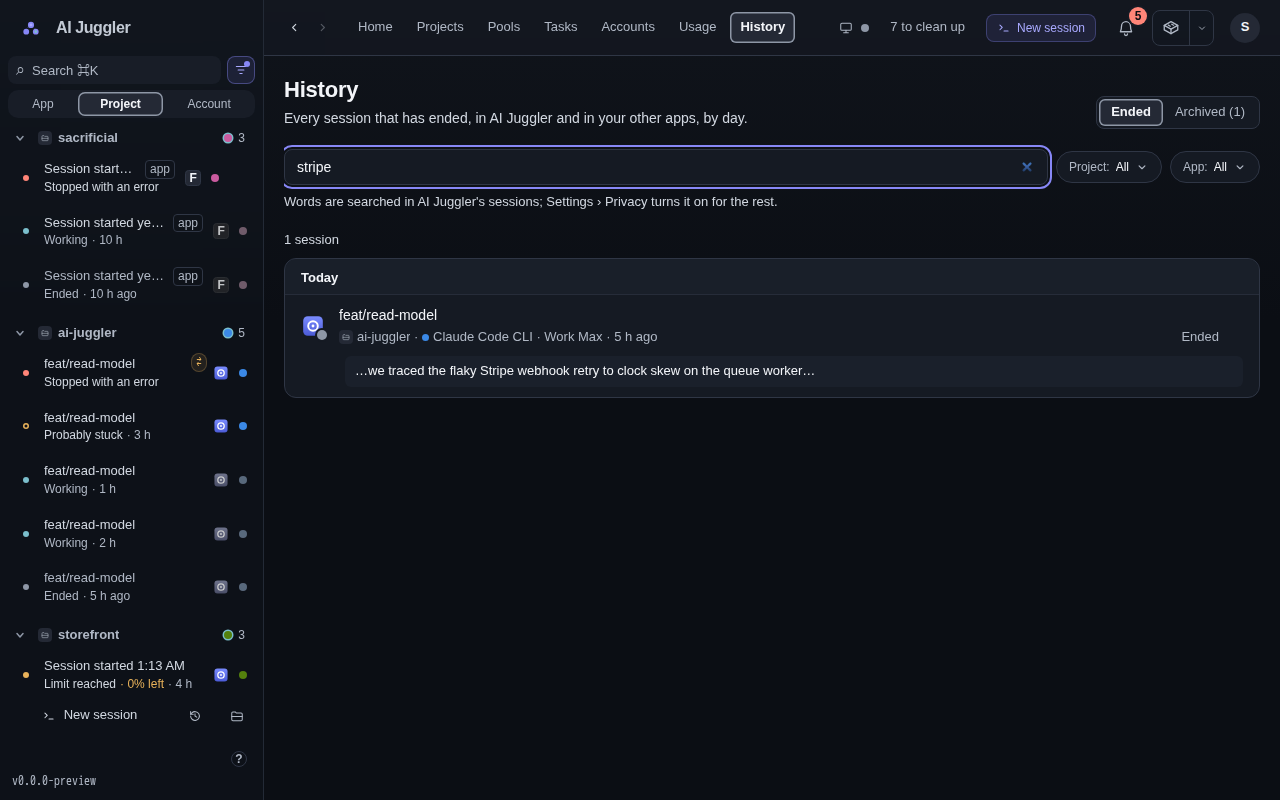 AI Juggler
Home Projects Pools Tasks Accounts Usage History
7 to clean up
New session
5
S
Search ⌘K
App Project Account
sacrificial 3
Session start… app F
Stopped with an error
Session started ye… app F
Working · 10 h
Session started ye… app F
Ended · 10 h ago
ai-juggler 5
feat/read-model
Stopped with an error
feat/read-model
Probably stuck · 3 h
feat/read-model
Working · 1 h
feat/read-model
Working · 2 h
feat/read-model
Ended · 5 h ago
storefront 3
Session started 1:13 AM
Limit reached · 0% left · 4 h
New session
?
v0.0.0-preview
History
Every session that has ended, in AI Juggler and in your other apps, by day.
Ended Archived (1)
stripe
Project: All
App: All
Words are searched in AI Juggler's sessions; Settings › Privacy turns it on for the rest.
1 session
Today
feat/read-model
ai-juggler · Claude Code CLI · Work Max · 5 h ago
Ended
…we traced the flaky Stripe webhook retry to clock skew on the queue worker…